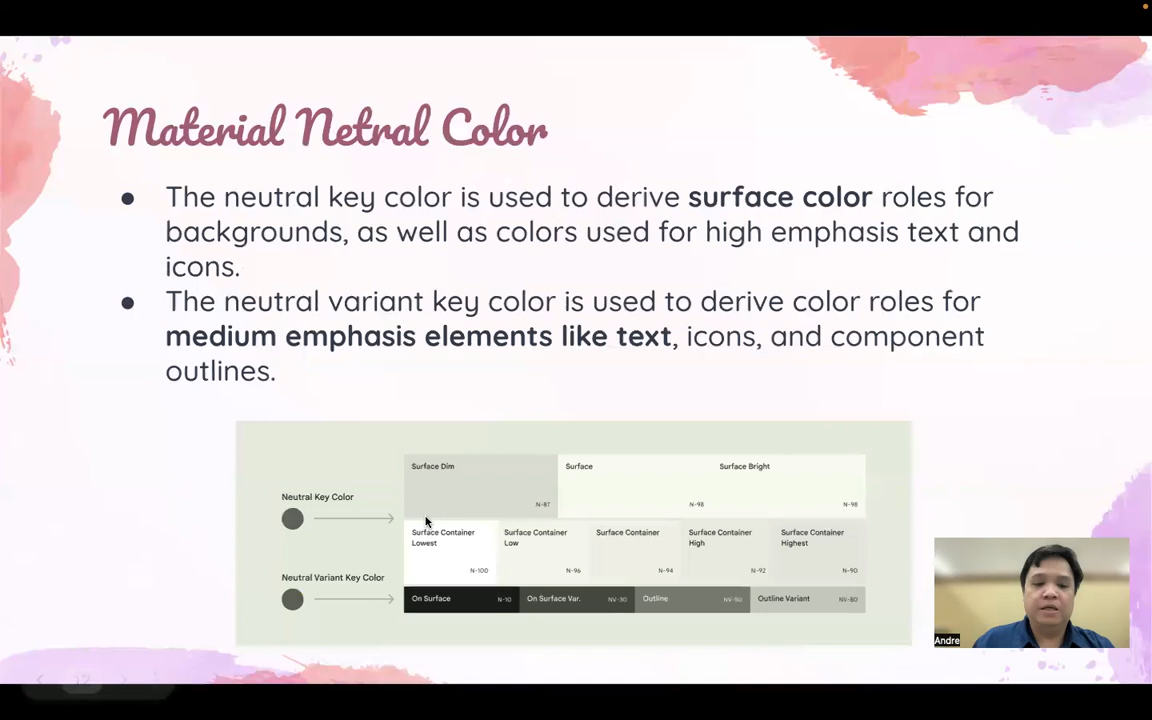 Material Netral Color
● The neutral key color is used to derive surface color roles for
backgrounds, as well as colors used for high emphasis text and
icons.
● The neutral variant key color is used to derive color roles for
medium emphasis elements like text, icons, and component
outlines.
Surface Dim
N-87
Surface
N-98
Surface Bright
N-98
Neutral Key Color
Surface Container
Lowest
N-100
Surface Container
Low
N-96
Surface Container
N-94
Surface Container
High
N-92
Surface Container
Highest
N-90
Neutral Variant Key Color
On Surface N-10
On Surface Var. NV-30
Outline NV-50
Outline Variant NV-80
Andre
12